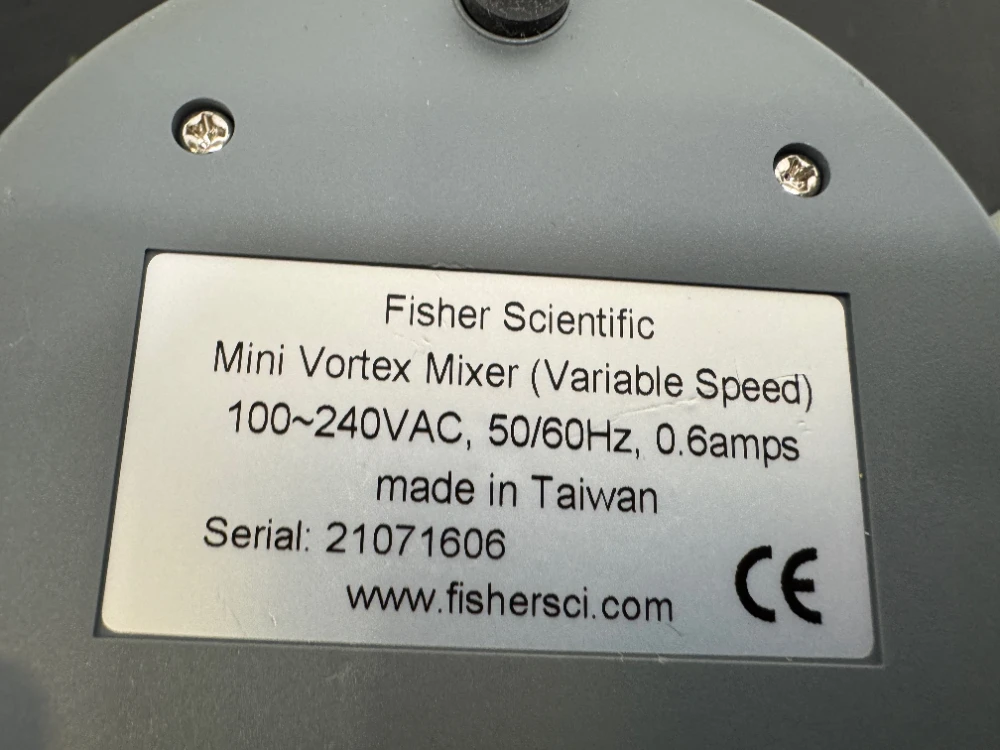 Fisher Scientific
Mini Vortex Mixer (Variable Speed)
100~240VAC, 50/60Hz, 0.6amps
made in Taiwan
Serial: 21071606
www.fishersci.com
CE